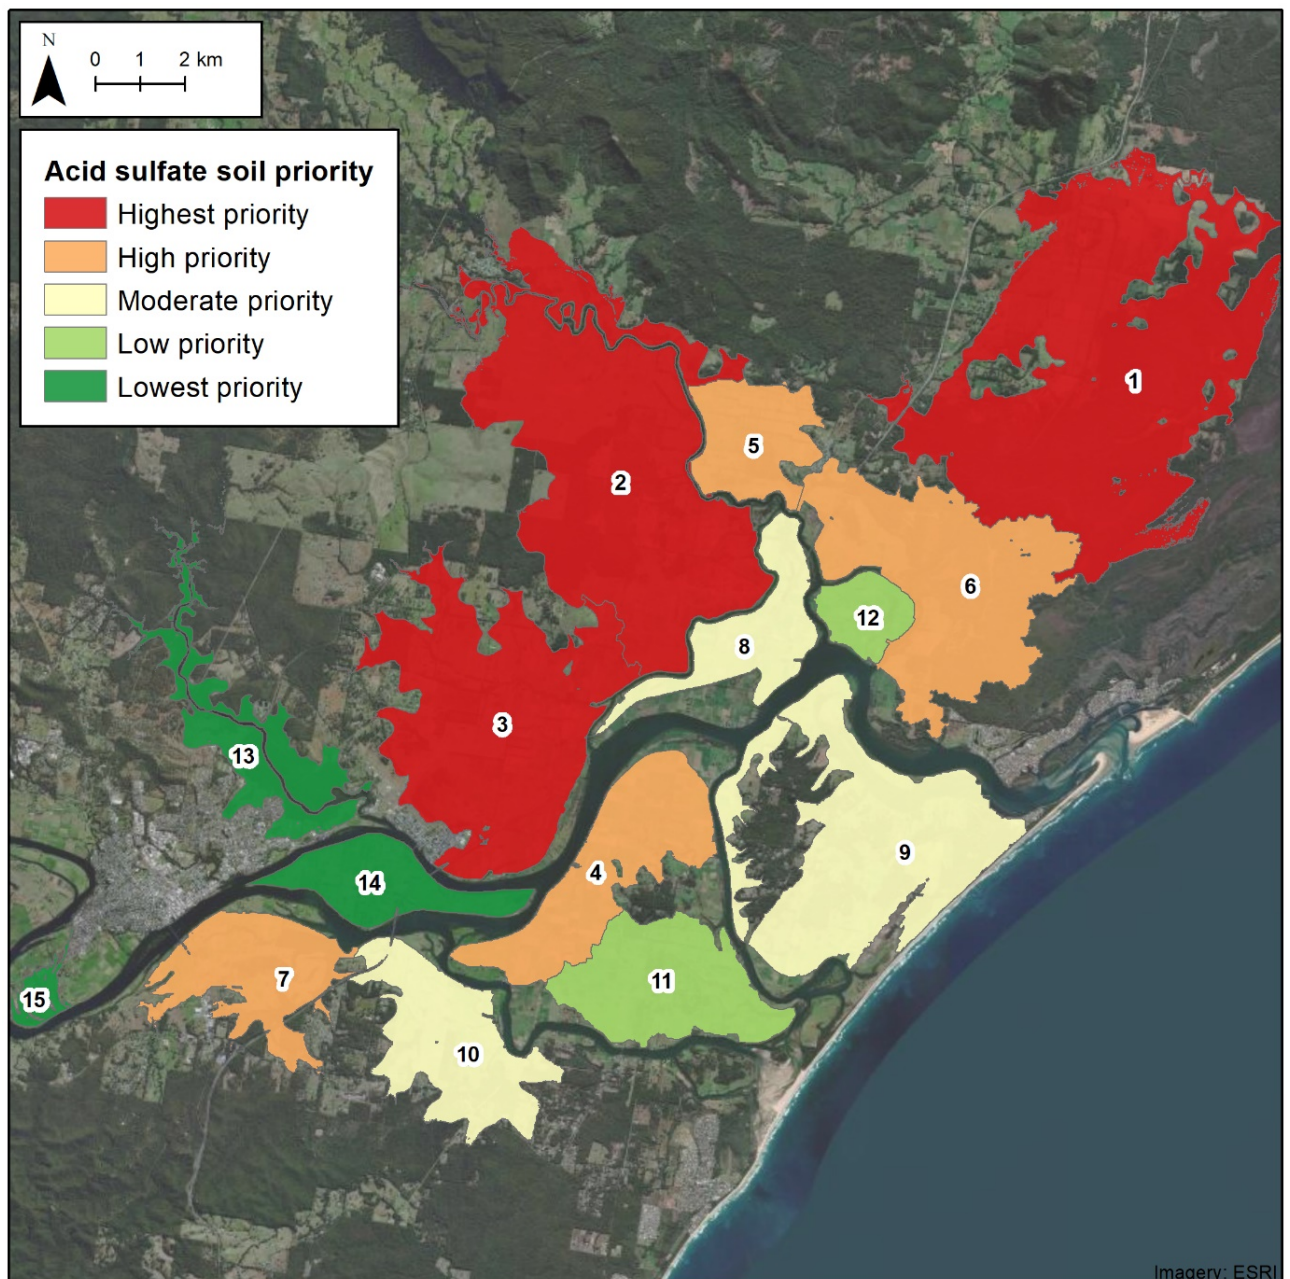 N
0 1 2 km
Acid sulfate soil priority
Highest priority
High priority
Moderate priority
Low priority
Lowest priority
1
5
2
6
12
8
3
13
9
4
14
7
11
15
10
Imagery: ESRI